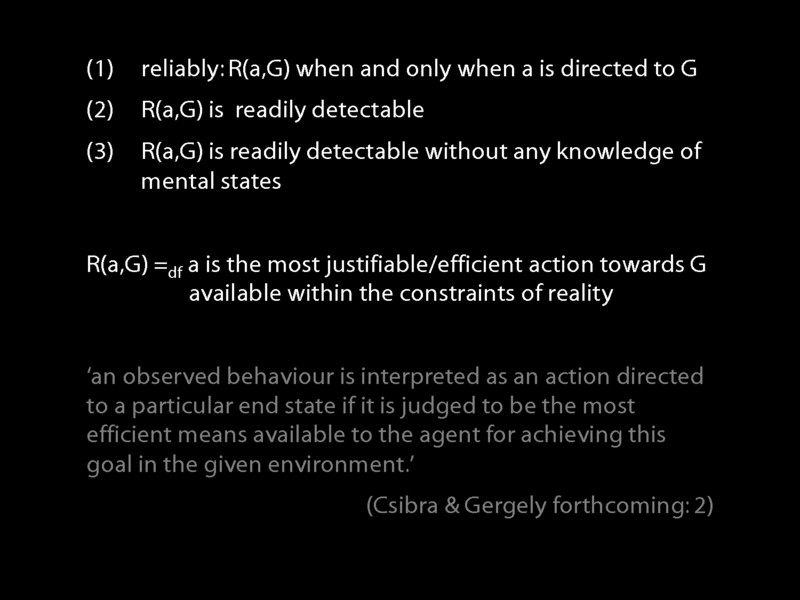 (1) reliably: R(a,G) when and only when a is directed to G
(2) R(a,G) is readily detectable
(3) R(a,G) is readily detectable without any knowledge of
mental states
R(a,G) =df a is the most justifiable/efficient action towards G
available within the constraints of reality
‘an observed behaviour is interpreted as an action directed
to a particular end state if it is judged to be the most
efficient means available to the agent for achieving this
goal in the given environment.’
(Csibra & Gergely forthcoming: 2)